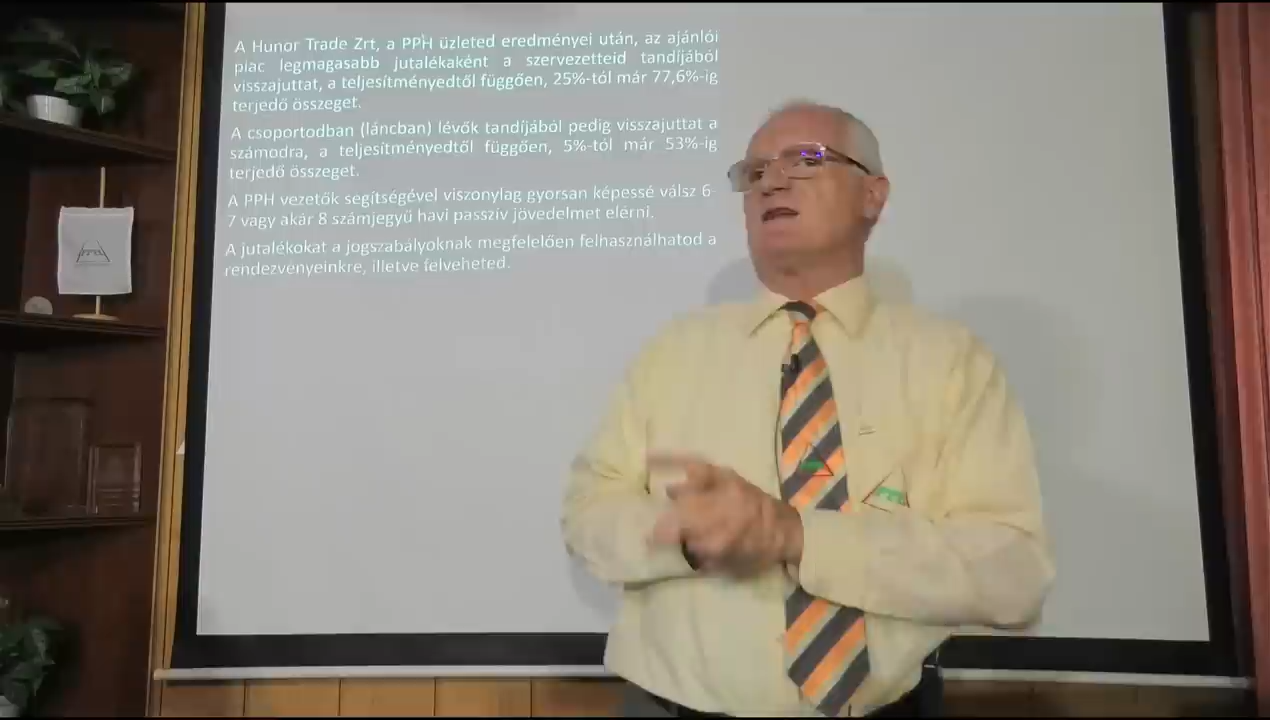 A Hunor Trade Zrt, a PPH üzleted eredményei után, az ajánlói
piac legmagasabb jutalékaként a szervezetteid tandíjából
visszajuttat, a teljesítményedtől függően, 25%-tól már 77,6%-ig
terjedő összeget.
A csoportodban (láncban) lévők tandíjából pedig visszajuttat a
számodra, a teljesítményedtől függően, 5%-tól már 53%-ig
terjedő összeget.
A PPH vezetők segítségével viszonylag gyorsan képessé válsz 6-
7 vagy akár 8 számjegyű havi passzív jövedelmet elérni.
A jutalékokat a jogszabályoknak megfelelően felhasználhatod a
rendezvényeinkre, illetve felveheted.